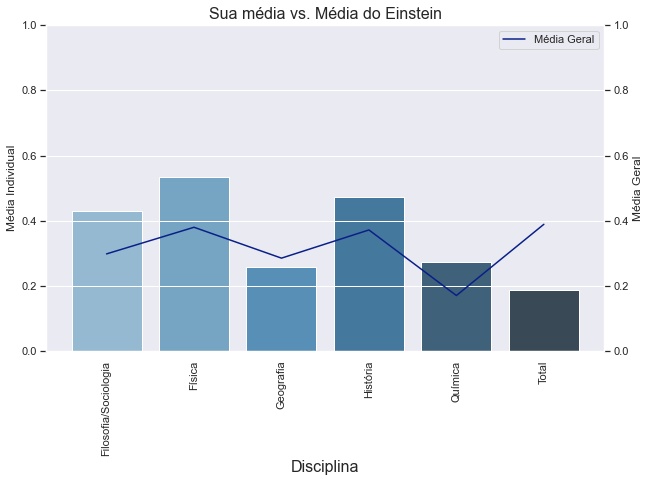 Sua média vs. Média do Einstein
Média Geral
1.0
0.8
0.6
0.4
0.2
0.0
Média Individual
1.0
0.8
0.6
0.4
0.2
0.0
Média Geral
Filosofia/Sociologia
Física
Geografia
História
Química
Total
Disciplina